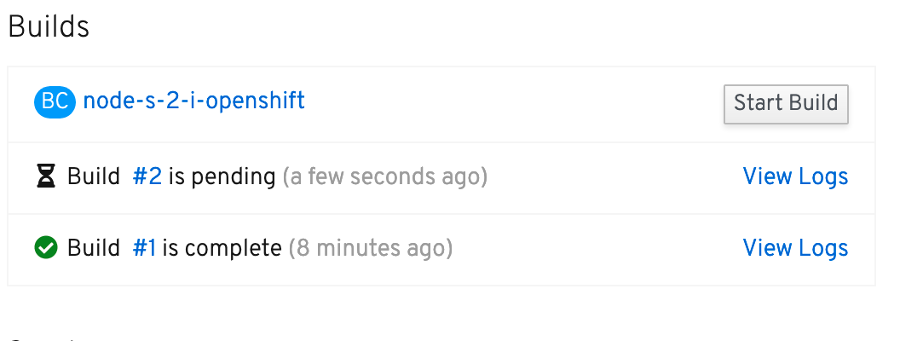 Builds
BC node-s-2-i-openshift Start Build
Build #2 is pending (a few seconds ago) View Logs
Build #1 is complete (8 minutes ago) View Logs